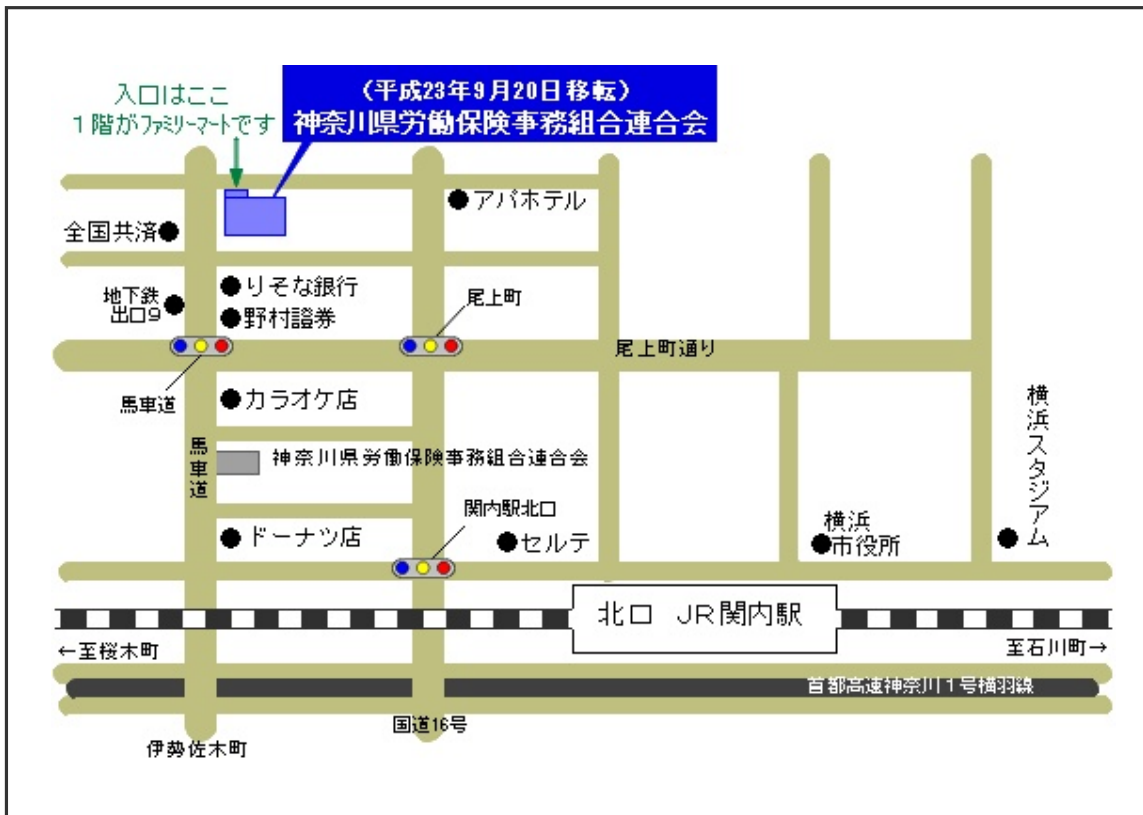 （平成23年9月20日移転）
神奈川県労働保険事務組合連合会
入口はここ
１階がﾌｧﾐﾘｰﾏｰﾄです
アパホテル
全国共済
りそな銀行
地下鉄
出口9
野村證券
尾上町
尾上町通り
馬車道
カラオケ店
馬車道
神奈川県労働保険事務組合連合会
横浜スタジアム
関内駅北口
ドーナツ店
セルテ
横浜
市役所
北口　JR関内駅
←至桜木町
至石川町→
首都高速神奈川１号横羽線
国道16号
伊勢佐木町